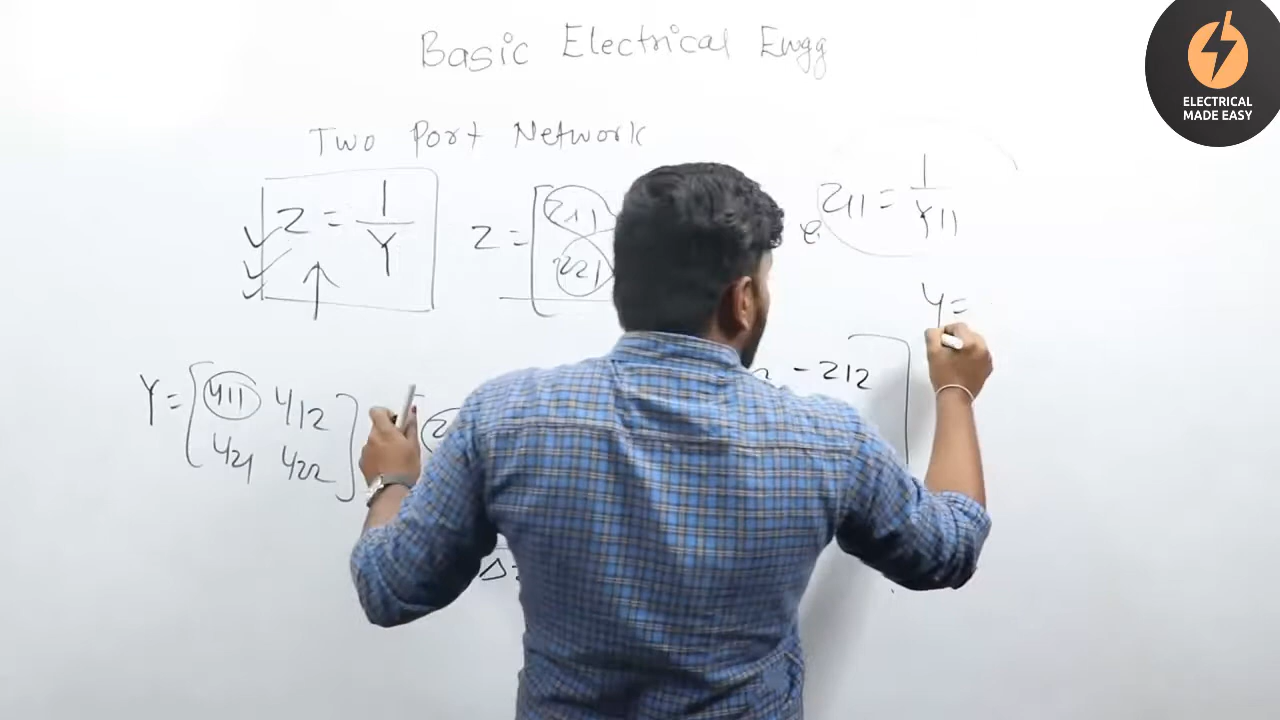 Basic Electrical Engg
ELECTRICAL
MADE EASY
Two Port Network
Z = 1/Y
Z = [Z11
Z21
Z11 = 1/Y11
Y =
Y = [Y11 Y12
Y21 Y22]
- Z12
Δ =